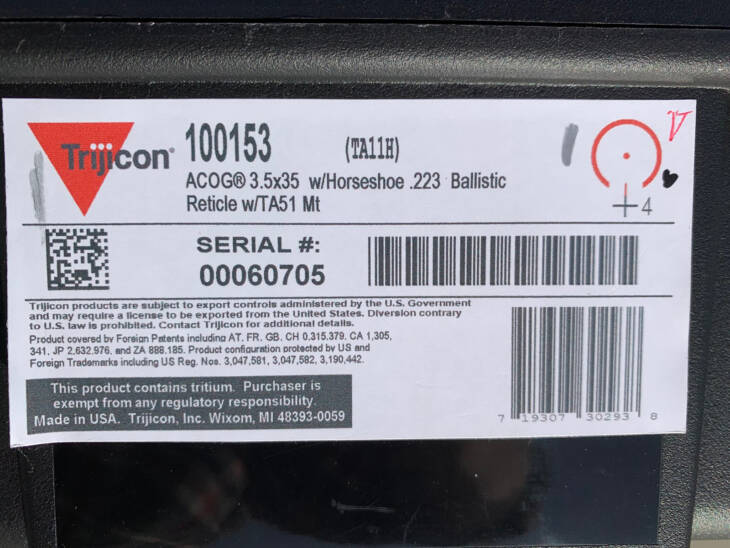 Trijicon®
100153 (TA11H)
ACOG® 3.5x35 w/Horseshoe .223 Ballistic
Reticle w/TA51 Mt
4
SERIAL #:
00060705
Trijicon products are subject to export controls administered by the U.S. Government
and may require a license to be exported from the United States. Diversion contrary
to U.S. law is prohibited. Contact Trijicon for additional details.
Product covered by Foreign Patents including AT, FR, GB, CH 0,315,379, CA 1,305,
341, JP 2,632,976, and ZA 888,185. Product configuration protected by US and
Foreign Trademarks including US Reg. Nos. 3,047,581, 3,047,582, 3,190,442.
This product contains tritium. Purchaser is
exempt from any regulatory responsibility.
Made in USA. Trijicon, Inc. Wixom, MI 48393-0059
7 19307 30293 8